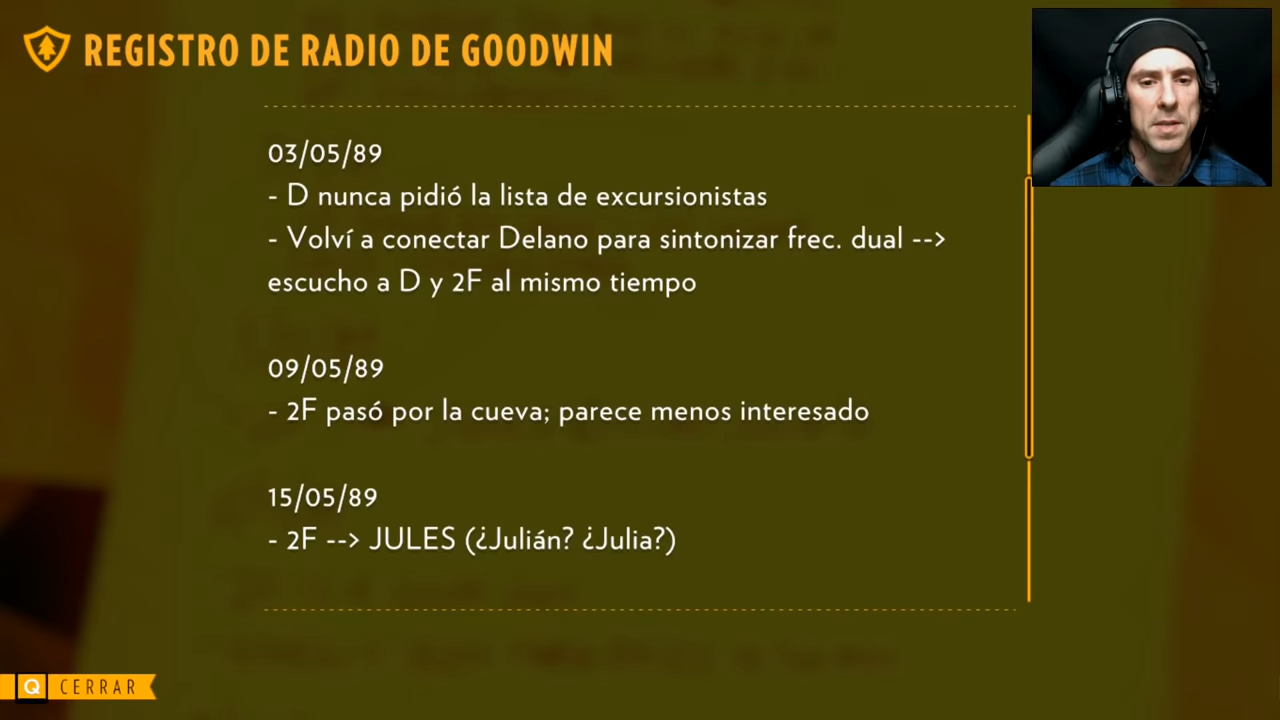 REGISTRO DE RADIO DE GOODWIN
03/05/89
- D nunca pidió la lista de excursionistas
- Volví a conectar Delano para sintonizar frec. dual -->
escucho a D y 2F al mismo tiempo
09/05/89
- 2F pasó por la cueva; parece menos interesado
15/05/89
- 2F --> JULES (¿Julián? ¿Julia?)
Q CERRAR